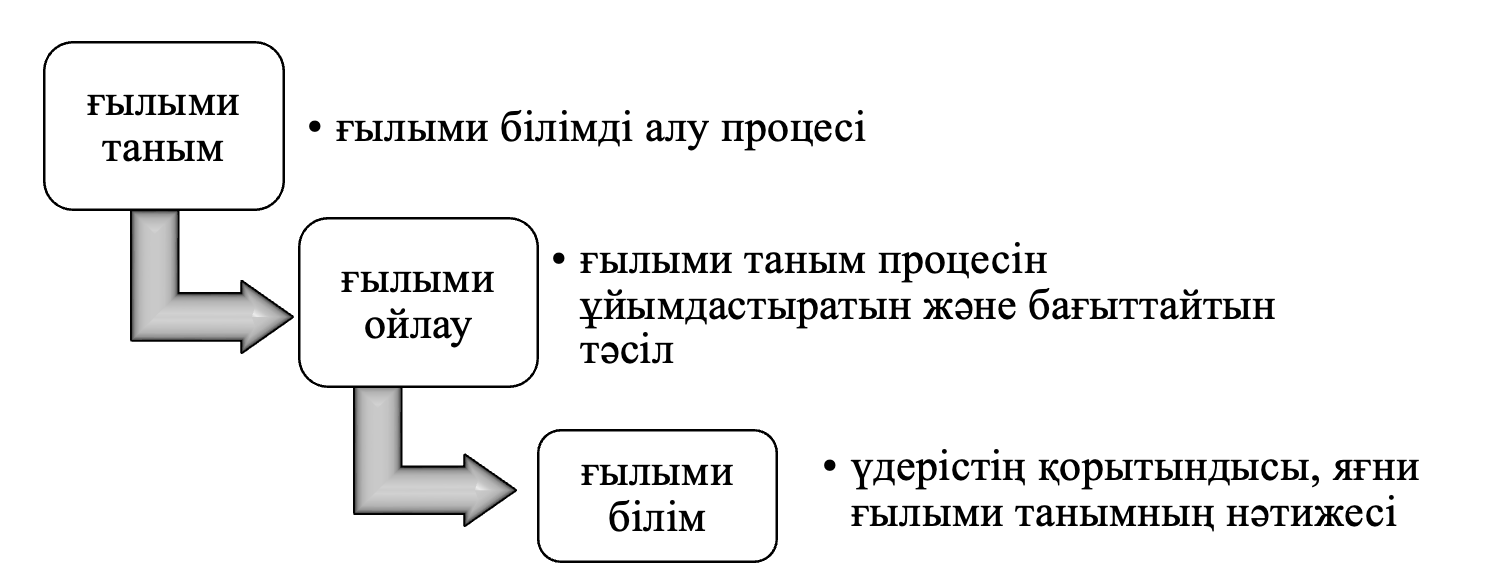 ғылыми
таным
• ғылыми білімді алу процесі
ғылыми
ойлау
• ғылыми таным процесін
ұйымдастыратын және бағыттайтын
тәсіл
ғылыми
білім
• үдерістің қорытындысы, яғни
ғылыми танымның нәтижесі